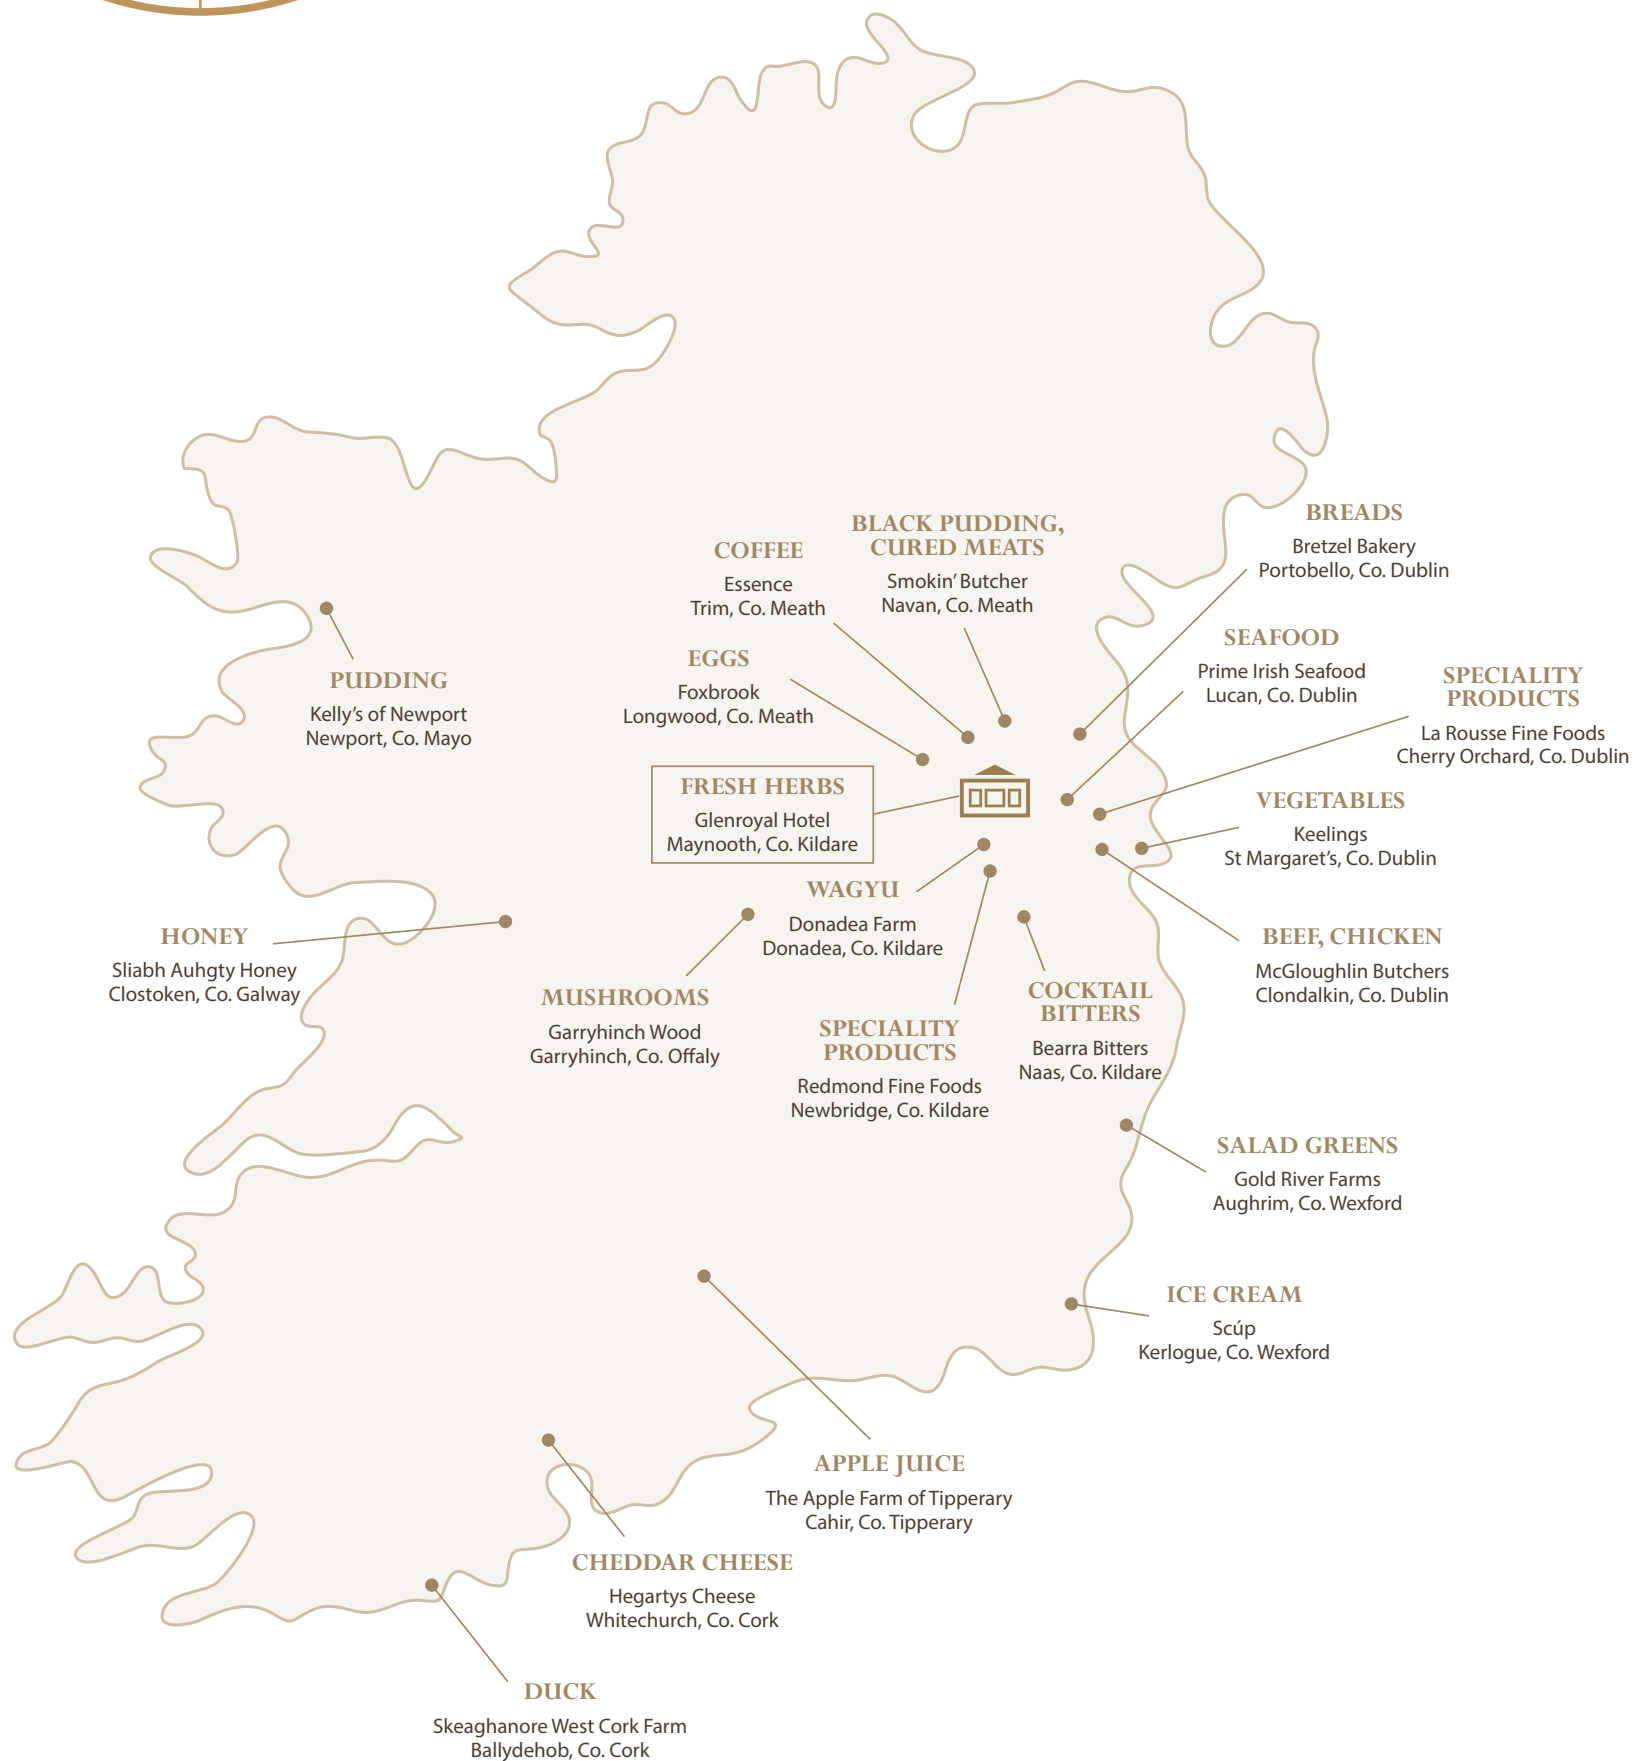 BLACK PUDDING,
CURED MEATS
Smokin' Butcher
Navan, Co. Meath
BREADS
Bretzel Bakery
Portobello, Co. Dublin
COFFEE
Essence
Trim, Co. Meath
SEAFOOD
Prime Irish Seafood
Lucan, Co. Dublin
EGGS
Foxbrook
Longwood, Co. Meath
SPECIALITY
PRODUCTS
La Rousse Fine Foods
Cherry Orchard, Co. Dublin
PUDDING
Kelly's of Newport
Newport, Co. Mayo
FRESH HERBS
Glenroyal Hotel
Maynooth, Co. Kildare
VEGETABLES
Keelings
St Margaret's, Co. Dublin
WAGYU
Donadea Farm
Donadea, Co. Kildare
HONEY
Sliabh Auhgty Honey
Clostoken, Co. Galway
BEEF, CHICKEN
McGloughlin Butchers
Clondalkin, Co. Dublin
MUSHROOMS
Garryhinch Wood
Garryhinch, Co. Offaly
COCKTAIL
BITTERS
Bearra Bitters
Naas, Co. Kildare
SPECIALITY
PRODUCTS
Redmond Fine Foods
Newbridge, Co. Kildare
SALAD GREENS
Gold River Farms
Aughrim, Co. Wexford
ICE CREAM
Scúp
Kerlogue, Co. Wexford
APPLE JUICE
The Apple Farm of Tipperary
Cahir, Co. Tipperary
CHEDDAR CHEESE
Hegartys Cheese
Whitechurch, Co. Cork
DUCK
Skeaghanore West Cork Farm
Ballydehob, Co. Cork